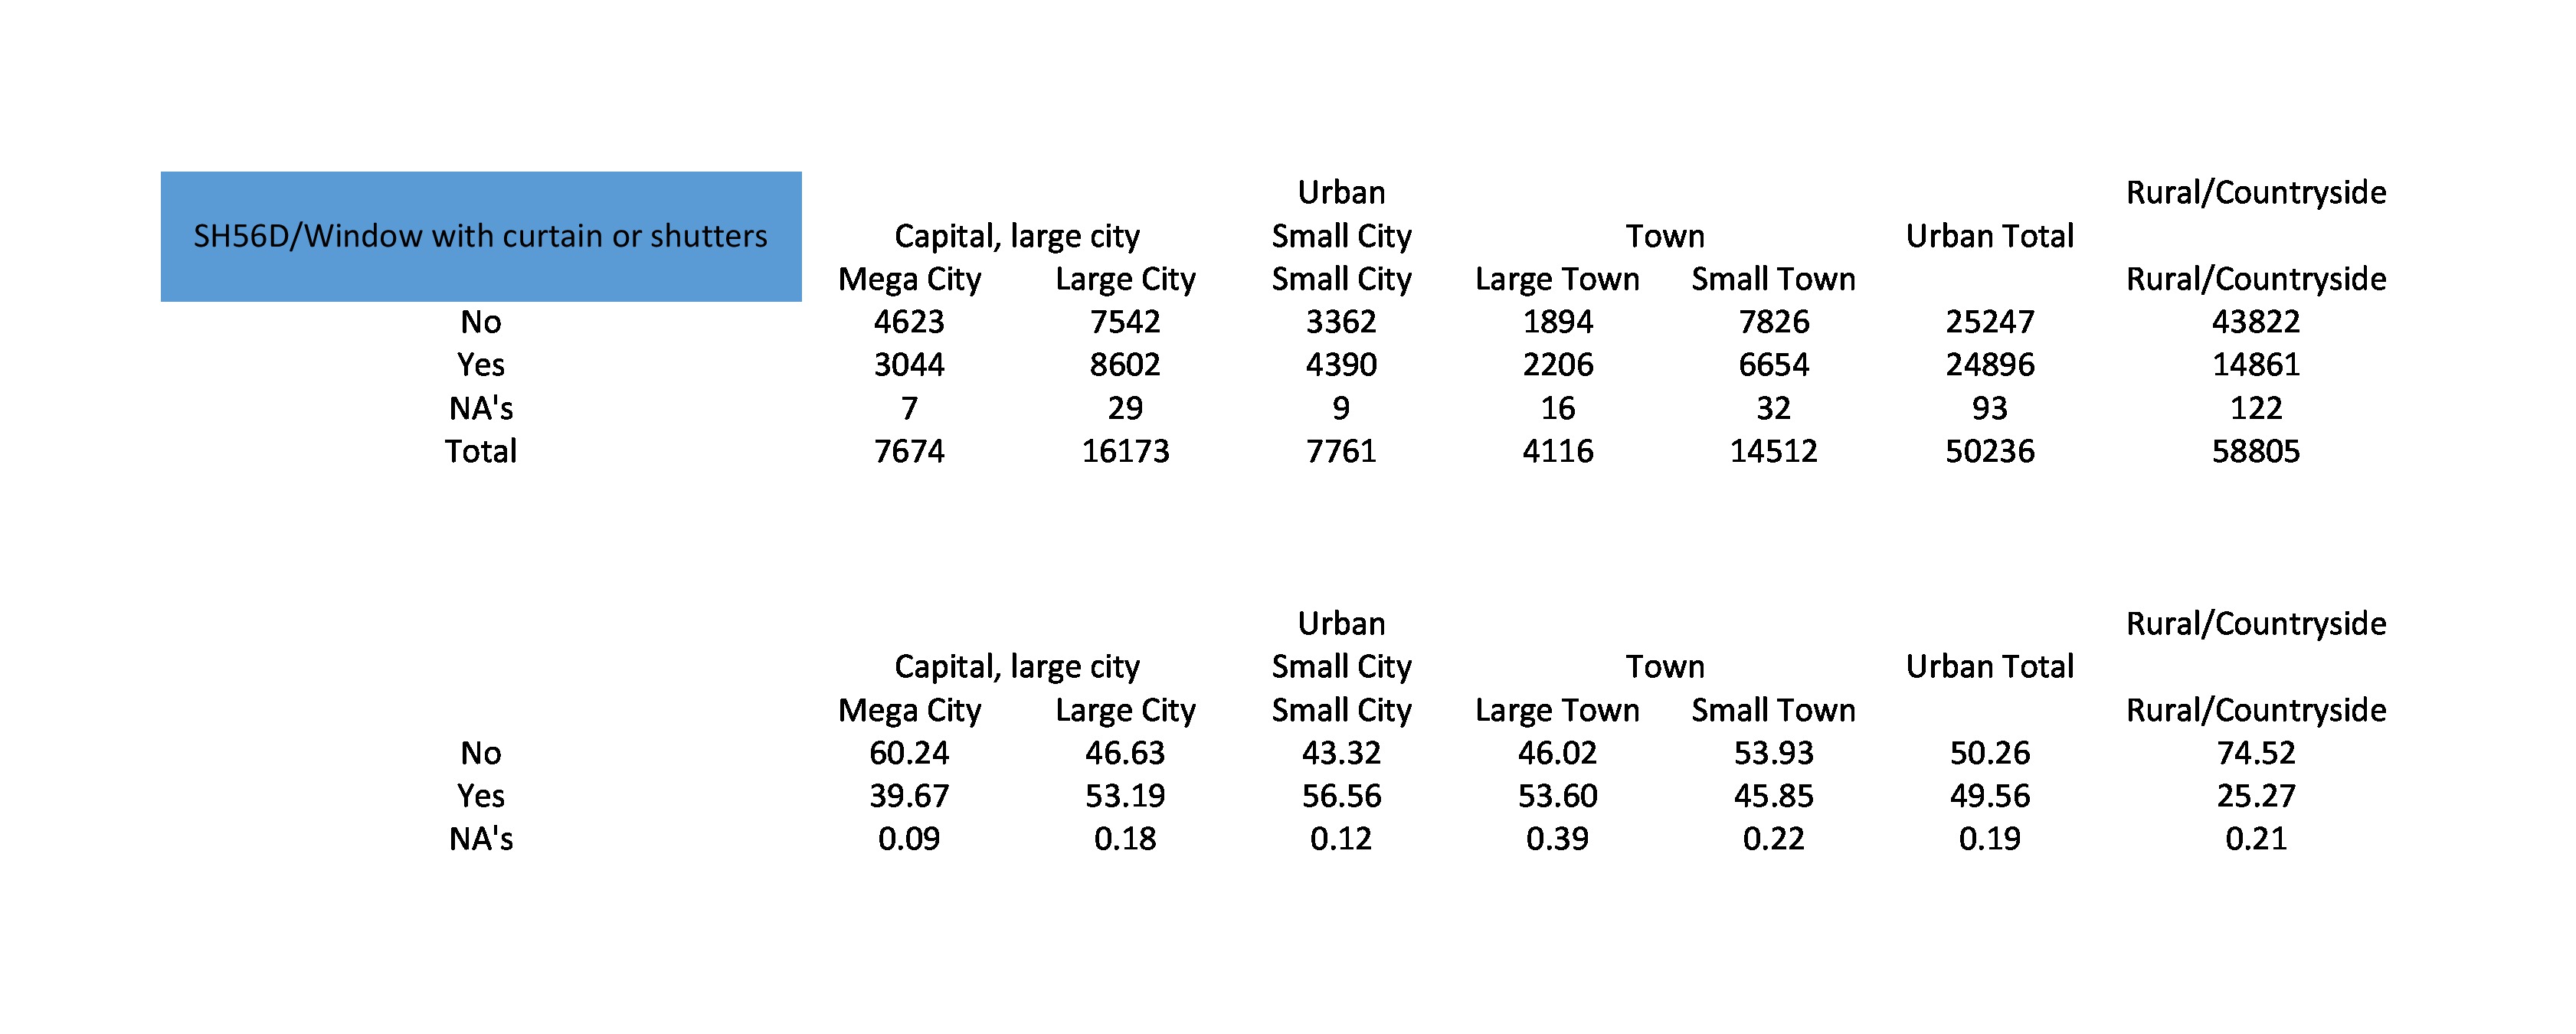 Urban Rural/Countryside
SH56D/Window with curtain or shutters Capital, large city Small City Town Urban Total
Mega City Large City Small City Large Town Small Town Rural/Countryside
No 4623 7542 3362 1894 7826 25247 43822
Yes 3044 8602 4390 2206 6654 24896 14861
NA's 7 29 9 16 32 93 122
Total 7674 16173 7761 4116 14512 50236 58805
Urban Rural/Countryside
Capital, large city Small City Town Urban Total
Mega City Large City Small City Large Town Small Town Rural/Countryside
No 60.24 46.63 43.32 46.02 53.93 50.26 74.52
Yes 39.67 53.19 56.56 53.60 45.85 49.56 25.27
NA's 0.09 0.18 0.12 0.39 0.22 0.19 0.21